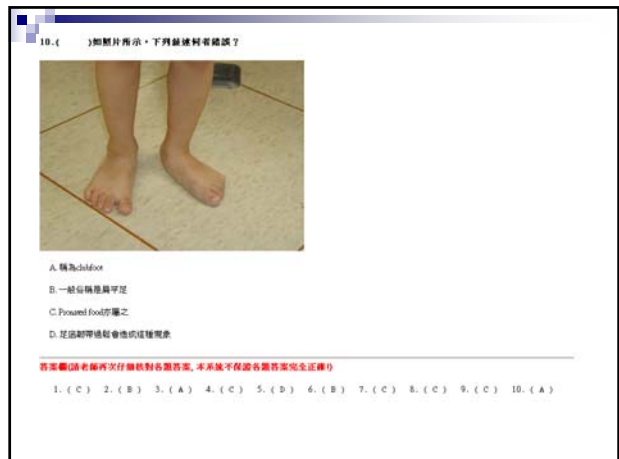 10.(　　)如照片所示，下列敘述何者錯誤？
A. 稱為clubfoot
B. 一般俗稱是扁平足
C. Pronated food亦屬之
D. 足區韌帶過鬆會造成這種現象
答案欄(請老師再次仔細核對各題答案, 本系統不保證各題答案完全正確!)
1. ( C ) 2. ( B ) 3. ( A ) 4. ( C ) 5. ( D ) 6. ( B ) 7. ( C ) 8. ( C ) 9. ( C ) 10. ( A )